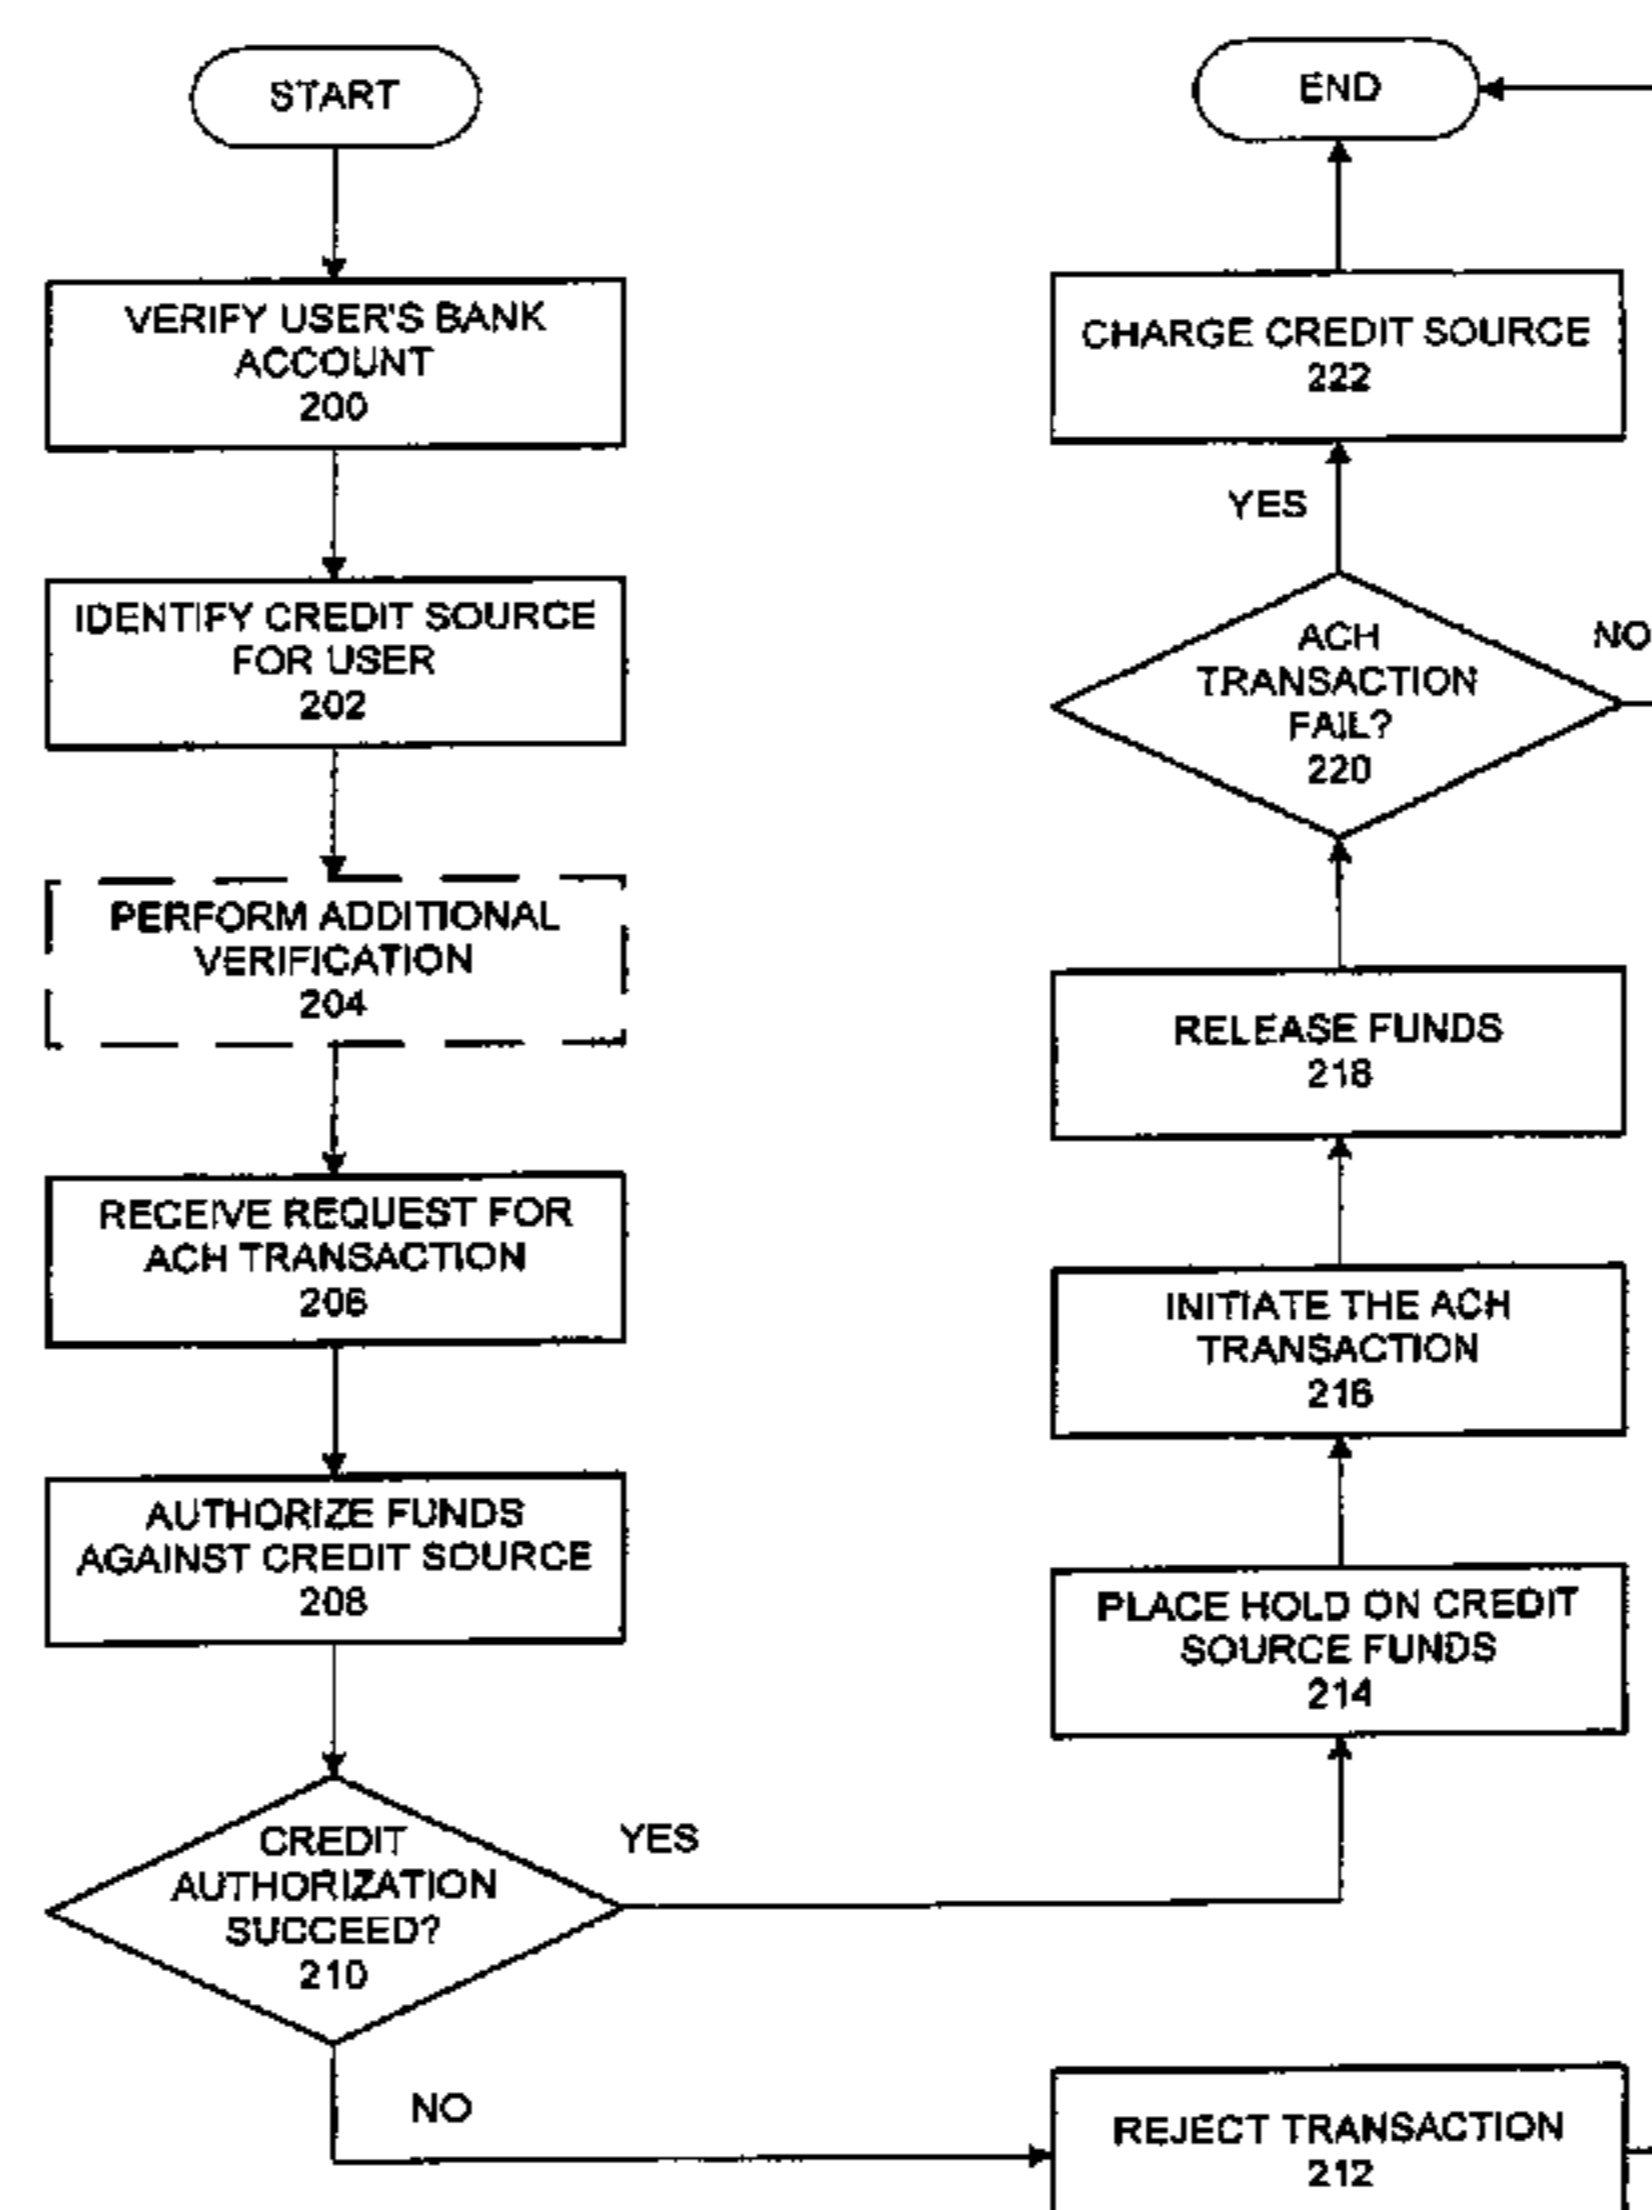 START
VERIFY USER'S BANK
ACCOUNT
200
IDENTIFY CREDIT SOURCE
FOR USER
202
PERFORM ADDITIONAL
VERIFICATION
204
RECEIVE REQUEST FOR
ACH TRANSACTION
206
AUTHORIZE FUNDS
AGAINST CREDIT SOURCE
208
CREDIT
AUTHORIZATION
SUCCEED?
210
YES
NO
END
CHARGE CREDIT SOURCE
222
YES
ACH
TRANSACTION
FAIL?
220
NO
RELEASE FUNDS
218
INITIATE THE ACH
TRANSACTION
216
PLACE HOLD ON CREDIT
SOURCE FUNDS
214
REJECT TRANSACTION
212